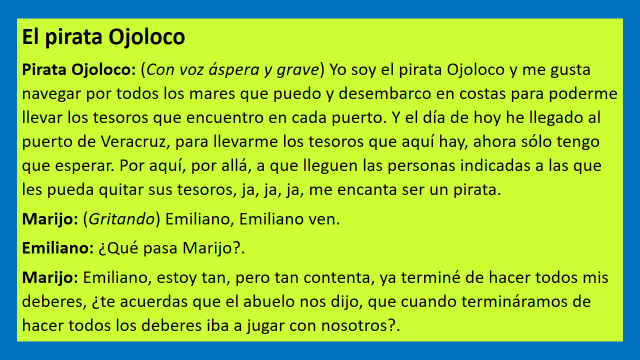 El pirata Ojoloco
Pirata Ojoloco: (Con voz áspera y grave) Yo soy el pirata Ojoloco y me gusta
navegar por todos los mares que puedo y desembarco en costas para poderme
llevar los tesoros que encuentro en cada puerto. Y el día de hoy he llegado al
puerto de Veracruz, para llevarme los tesoros que aquí hay, ahora sólo tengo
que esperar. Por aquí, por allá, a que lleguen las personas indicadas a las que
les pueda quitar sus tesoros, ja, ja, ja, me encanta ser un pirata.
Marijo: (Gritando) Emiliano, Emiliano ven.
Emiliano: ¿Qué pasa Marijo?.
Marijo: Emiliano, estoy tan, pero tan contenta, ya terminé de hacer todos mis
deberes, ¿te acuerdas que el abuelo nos dijo, que cuando termináramos de
hacer todos los deberes iba a jugar con nosotros?.